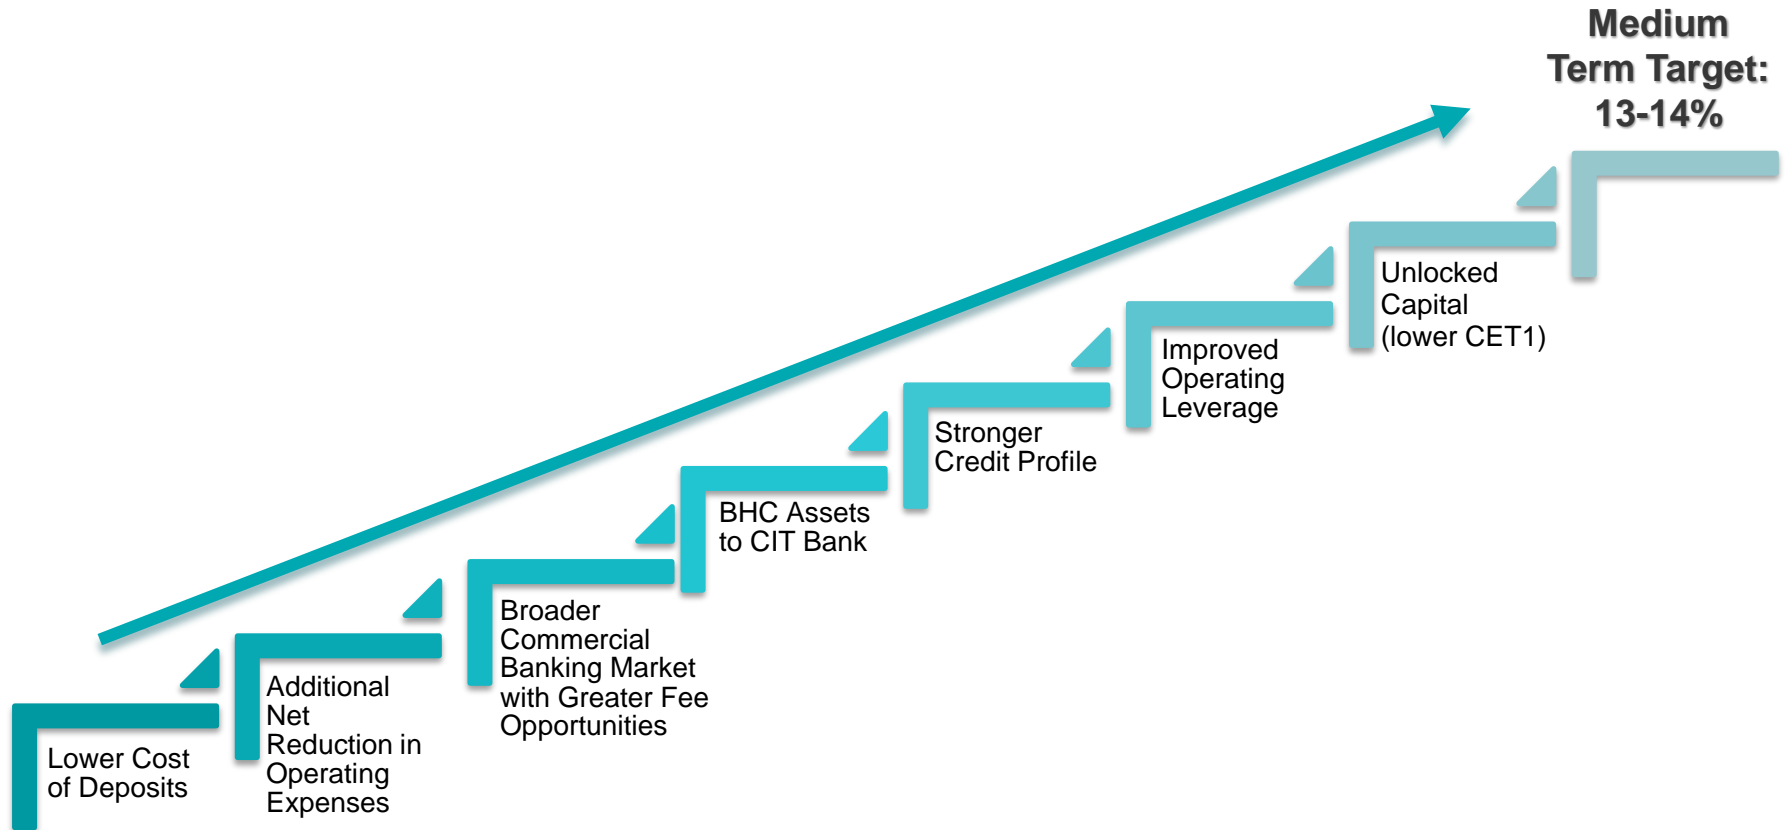 Medium
Term Target:
13-14%
Unlocked
Capital
(lower CET1)
Improved
Operating
Leverage
Stronger
Credit Profile
BHC Assets
to CIT Bank
Broader
Commercial
Banking Market
with Greater Fee
Opportunities
Additional
Net
Reduction in
Operating
Expenses
Lower Cost
of Deposits